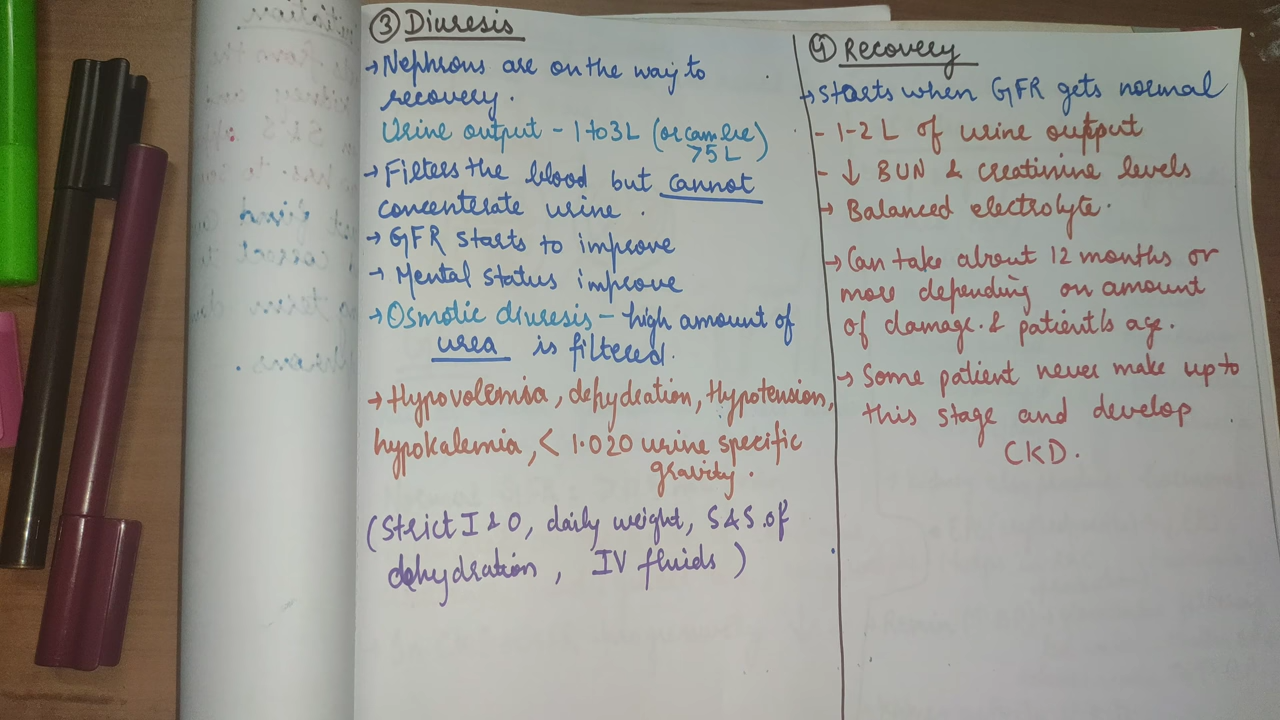 ③ Diuresis
→ Nephrons are on the way to
recovery.
Urine output - 1 to 3L (or can be
>5L)
→ Filters the blood but cannot
concenterate urine.
→ GFR starts to improve
→ Mental status improve
→ Osmotic diuresis - high amount of
urea is filtered.
→ Hypovolemia, dehydration, Hypotension,
hypokalemia, < 1.020 urine specific
gravity.
(Strict I & O, daily weight, S&S of
dehydration, IV fluids)
④ Recovery
→ starts when GFR gets normal
- 1-2 L of urine output
- ↓ BUN & creatinine levels
→ Balanced electrolyte.
→ Can take about 12 months or
more depending on amount
of damage. & patient's age.
→ Some patient never make up to
this stage and develop
CKD.